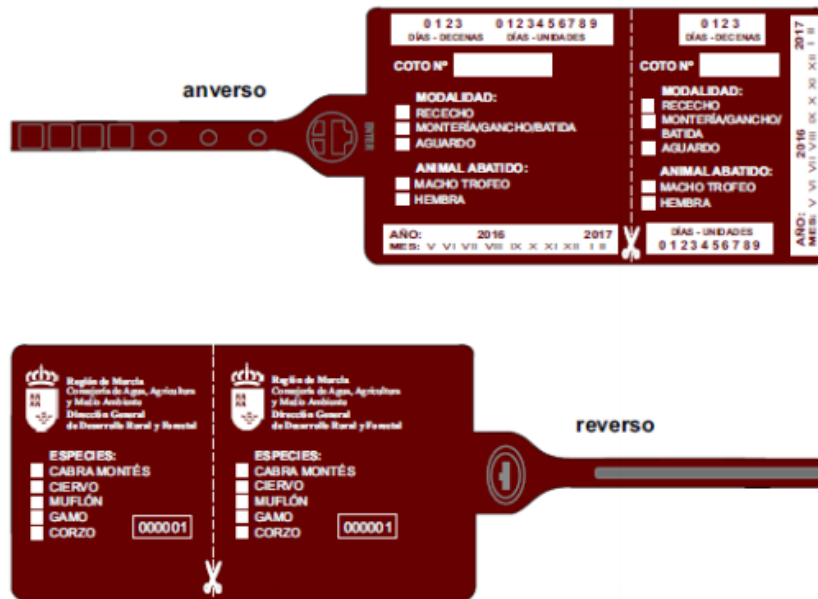 anverso
0 1 2 3 0 1 2 3 4 5 6 7 8 9
DÍAS - DECENAS DÍAS - UNIDADES
COTO Nº
MODALIDAD:
RECECHO
MONTERÍA/GANCHO/BATIDA
AGUARDO
ANIMAL ABATIDO:
MACHO TROFEO
HEMBRA
AÑO: 2016 2017
MES: V VI VII VIII IX X XI XII I II
ENTER
0 1 2 3
DÍAS - DECENAS
COTO Nº
MODALIDAD:
RECECHO
MONTERÍA/GANCHO/
BATIDA
AGUARDO
ANIMAL ABATIDO:
MACHO TROFEO
HEMBRA
DÍAS - UNIDADES
0 1 2 3 4 5 6 7 8 9
AÑO: 2016 2017
MES: V VI VII VIII IX X XI XII I II
Región de Murcia
Consejería de Agua, Agricultura
y Medio Ambiente
Dirección General
de Desarrollo Rural y Forestal
ESPECIES:
CABRA MONTÉS
CIERVO
MUFLÓN
GAMO
CORZO
000001
Región de Murcia
Consejería de Agua, Agricultura
y Medio Ambiente
Dirección General
de Desarrollo Rural y Forestal
ESPECIES:
CABRA MONTÉS
CIERVO
MUFLÓN
GAMO
CORZO
000001
reverso